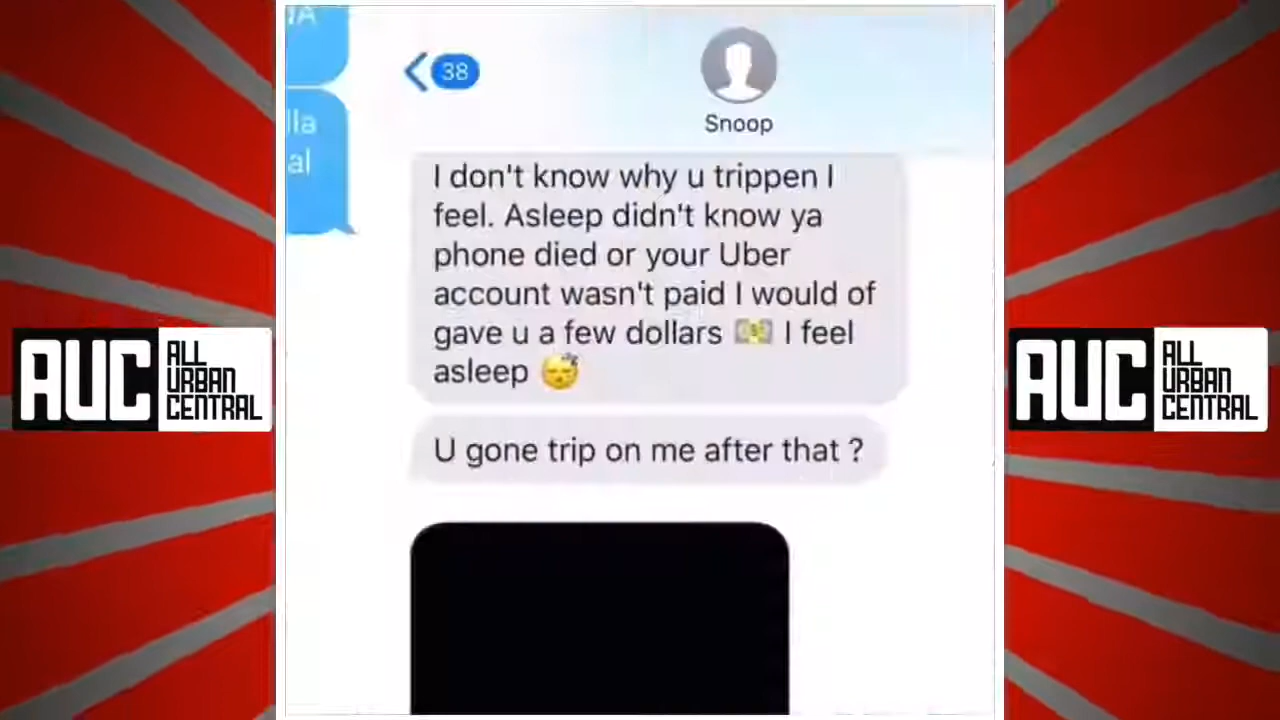 38
Snoop
lla
al
I don't know why u trippen I
feel. Asleep didn't know ya
phone died or your Uber
account wasn't paid I would of
gave u a few dollars 💵 I feel
asleep 😴
U gone trip on me after that ?
AUC ALL
URBAN
CENTRAL
AUC ALL
URBAN
CENTRAL